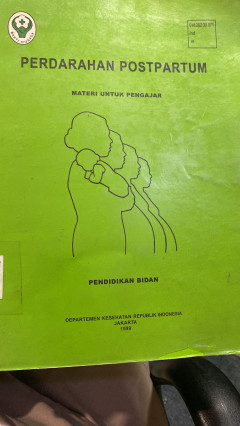 PERDARAHAN POSTPARTUM
MATERI UNTUK PENGAJAR
PENDIDIKAN BIDAN
DEPARTEMEN KESEHATAN REPUBLIK INDONESIA
JAKARTA